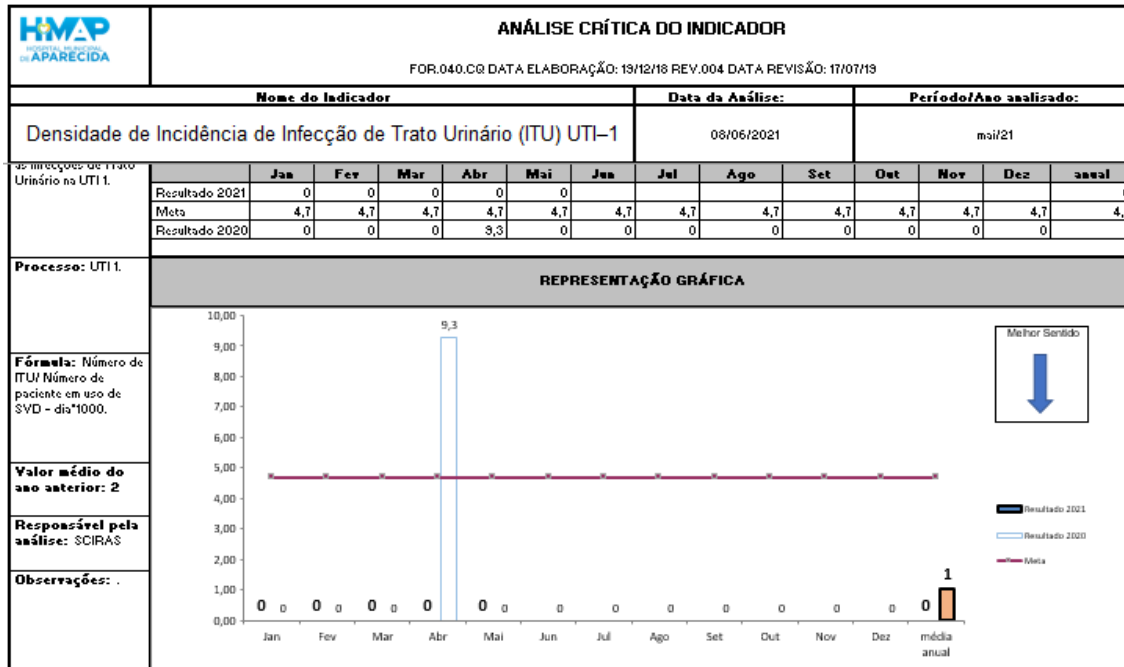 HMAP
HOSPITAL MUNICIPAL
DE APARECIDA
ANÁLISE CRÍTICA DO INDICADOR
FOR.040.CQ DATA ELABORAÇÃO: 19/12/18 REV.004 DATA REVISÃO: 17/07/19
Nome do Indicador Data da Análise: Período/Ano analisado:
Densidade de Incidência de Infecção de Trato Urinário (ITU) UTI–1 08/06/2021 mai/21
as infecções de Trato
Urinário na UTI 1.
Jan Fev Mar Abr Mai Jun Jul Ago Set Out Nov Dez anual
Resultado 2021 0 0 0 0 0
Meta 4,7 4,7 4,7 4,7 4,7 4,7 4,7 4,7 4,7 4,7 4,7 4,7 4,
Resultado 2020 0 0 0 9,3 0 0 0 0 0 0 0 0
Processo: UTI 1.
REPRESENTAÇÃO GRÁFICA
Fórmula: Número de
ITU/ Número de
paciente em uso de
SVD - dia*1000.
Valor médio do
ano anterior: 2
Responsável pela
análise: SCIRAS
Observações: .
10,00
9,00
8,00
7,00
6,00
5,00
4,00
3,00
2,00
1,00
0,00
9,3
0 0 0 0 0 0 0 0 0 0 0 0 0 0 0 0 0 0
1
Jan Fev Mar Abr Mai Jun Jul Ago Set Out Nov Dez média
anual
Melhor Sentido
Resultado 2021
Resultado 2020
Meta